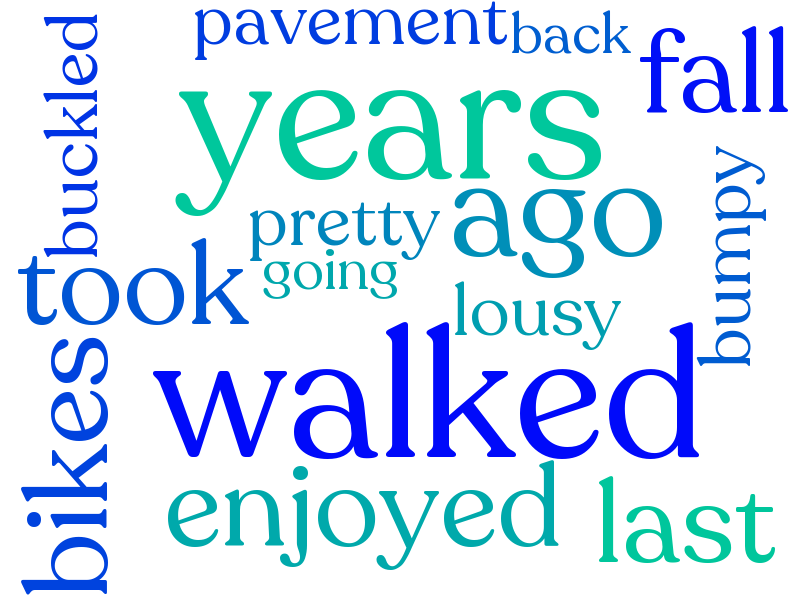 pavement
back
fall
buckled
years
ago
pretty
going
took
bumpy
lousy
walked
bikes
enjoyed
last